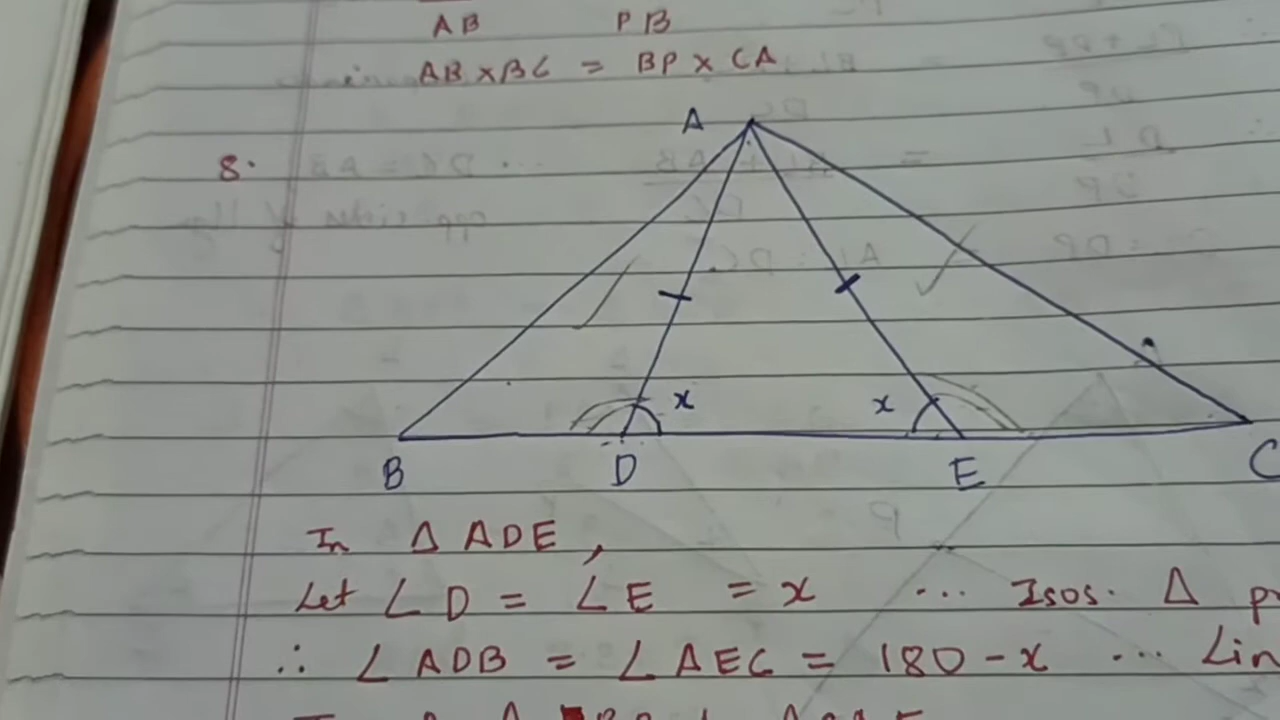 AB PB
AB × BC = BP × CA
8.
A
x x
B D E C
In Δ ADE,
Let ∠D = ∠E = x ... Isos. Δ
∴ ∠ADB = ∠AEC = 180 - x ...